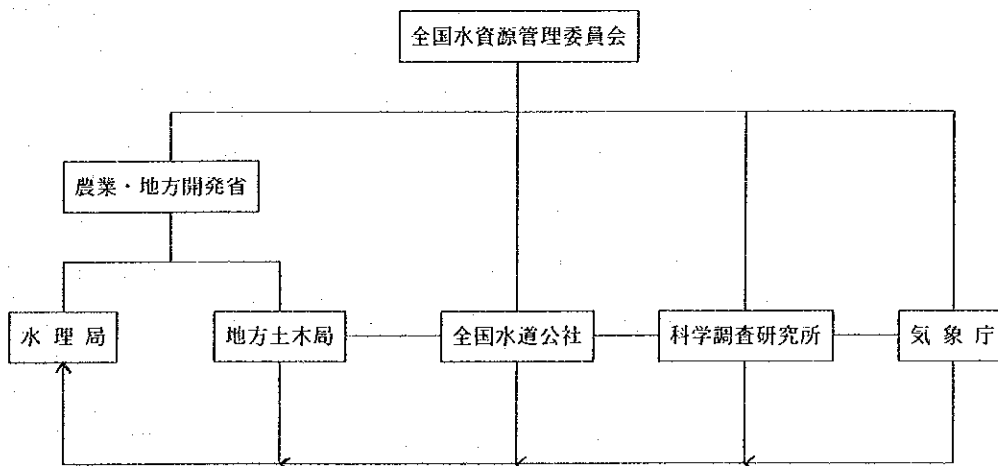 全国水資源管理委員会
農業・地方開発省
水理局
地方土木局
全国水道公社
科学調査研究所
気象庁